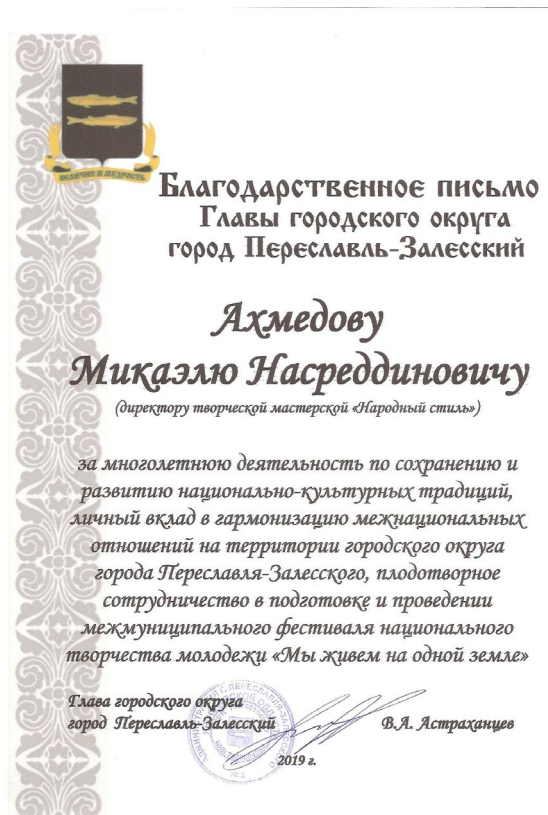 ВЕЛИЧИЕ И МУДРОСТЬ
Благодарственное письмо
Главы городского округа
город Переславль-Залесский
Ахмедову
Микаэлю Насреддиновичу
(директору творческой мастерской «Народный стиль»)
за многолетнюю деятельность по сохранению и
развитию национально-культурных традиций,
личный вклад в гармонизацию межнациональных
отношений на территории городского округа
города Переславля-Залесского, плодотворное
сотрудничество в подготовке и проведении
межмуниципального фестиваля национального
творчества молодежи «Мы живем на одной земле»
Глава городского округа
город Переславль-Залесский
В.А. Астраханцев
2019 г.